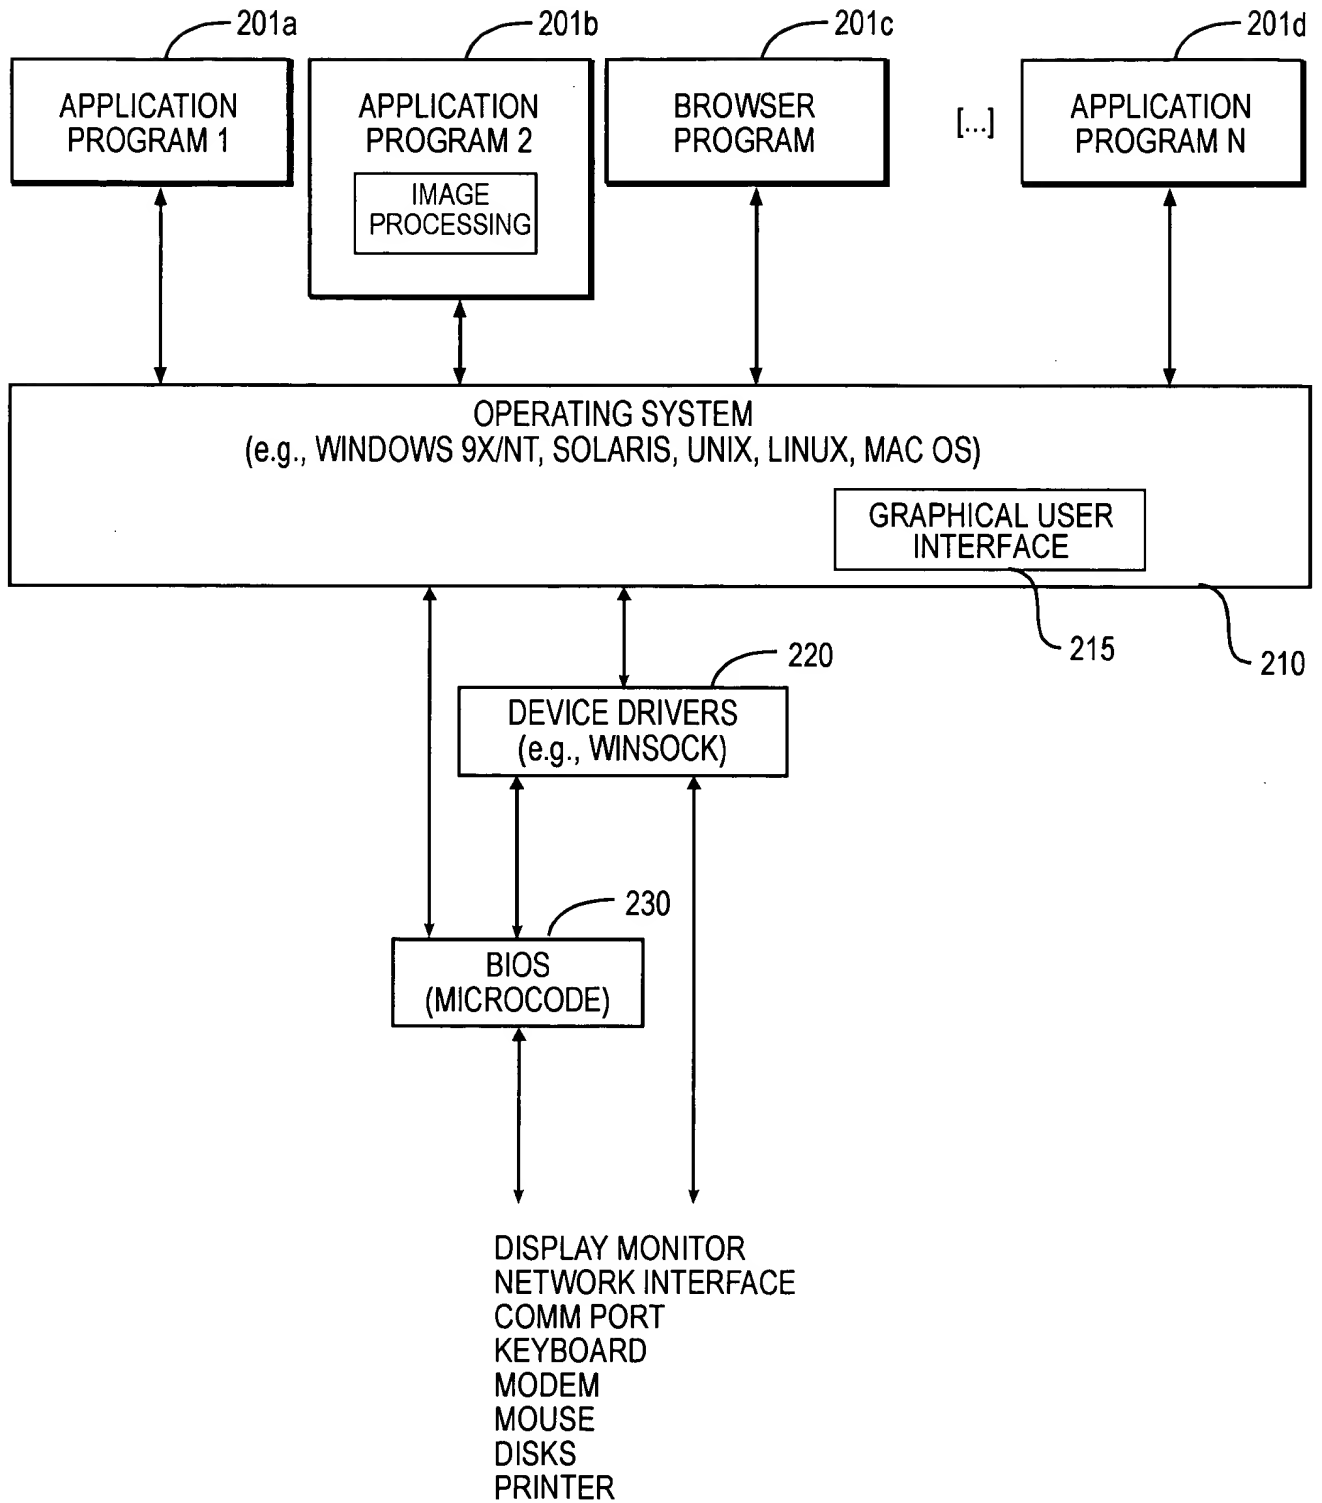 201a
201b
201c
201d
APPLICATION
PROGRAM 1
APPLICATION
PROGRAM 2
IMAGE
PROCESSING
BROWSER
PROGRAM
[...]
APPLICATION
PROGRAM N
OPERATING SYSTEM
(e.g., WINDOWS 9X/NT, SOLARIS, UNIX, LINUX, MAC OS)
GRAPHICAL USER
INTERFACE
215
210
220
DEVICE DRIVERS
(e.g., WINSOCK)
230
BIOS
(MICROCODE)
DISPLAY MONITOR
NETWORK INTERFACE
COMM PORT
KEYBOARD
MODEM
MOUSE
DISKS
PRINTER